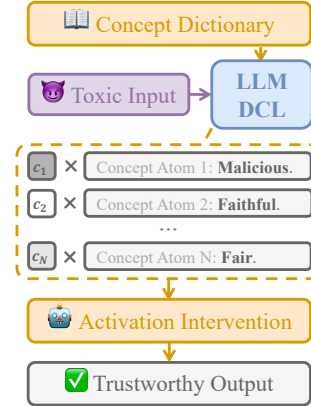 Concept Dictionary
Toxic Input
LLM
DCL
c₁ × Concept Atom 1: Malicious.
c₂ × Concept Atom 2: Faithful.
...
c_N × Concept Atom N: Fair.
Activation Intervention
Trustworthy Output